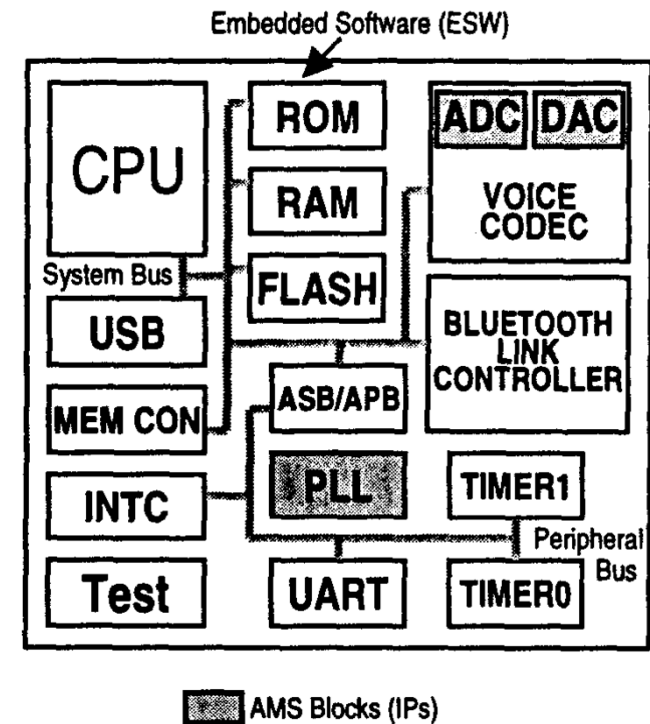 Embedded Software (ESW)
CPU
ROM
ADC
DAC
RAM
VOICE
CODEC
System Bus
FLASH
USB
BLUETOOTH
LINK
CONTROLLER
MEM CON
ASB/APB
INTC
PLL
TIMER1
Peripheral
Bus
Test
UART
TIMER0
AMS Blocks (IPs)